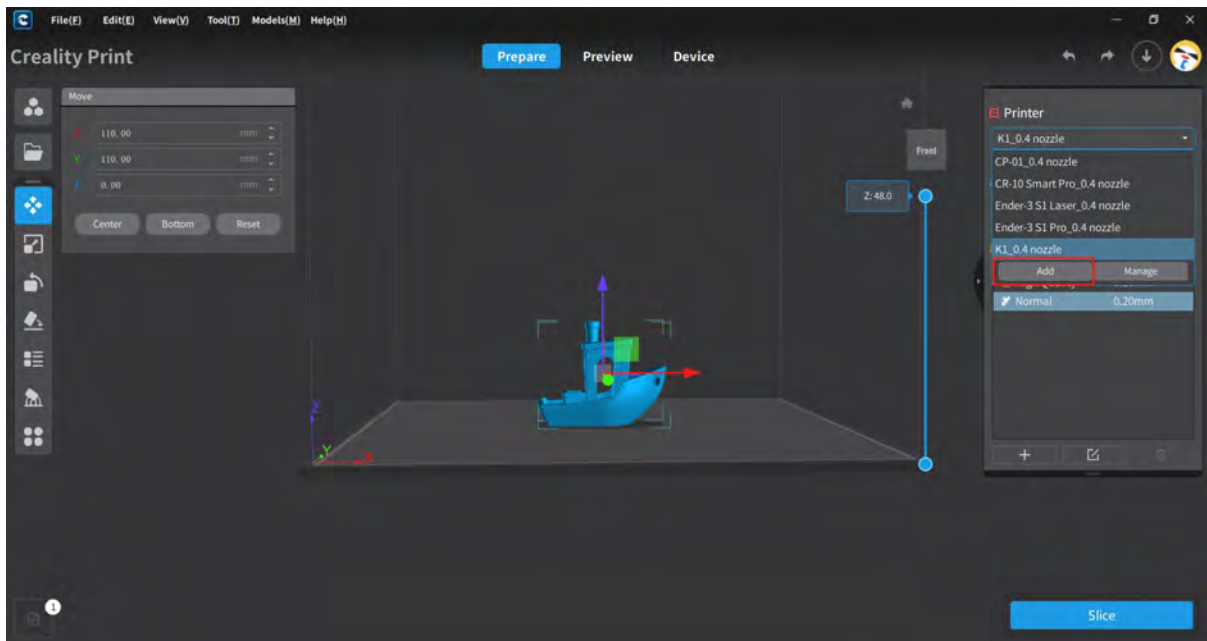 File(F) Edit(E) View(V) Tool(T) Models(M) Help(H)
Creality Print
Prepare Preview Device
Move
X 110.00 mm
Y 110.00 mm
Z 0.00 mm
Center Bottom Reset
Front
Z: 48.0
Z
Y
X
Printer
K1_0.4 nozzle
CP-01_0.4 nozzle
CR-10 Smart Pro_0.4 nozzle
Ender-3 S1 Laser_0.4 nozzle
Ender-3 S1 Pro_0.4 nozzle
K1_0.4 nozzle
Add Manage
Normal 0.20mm
1
Slice